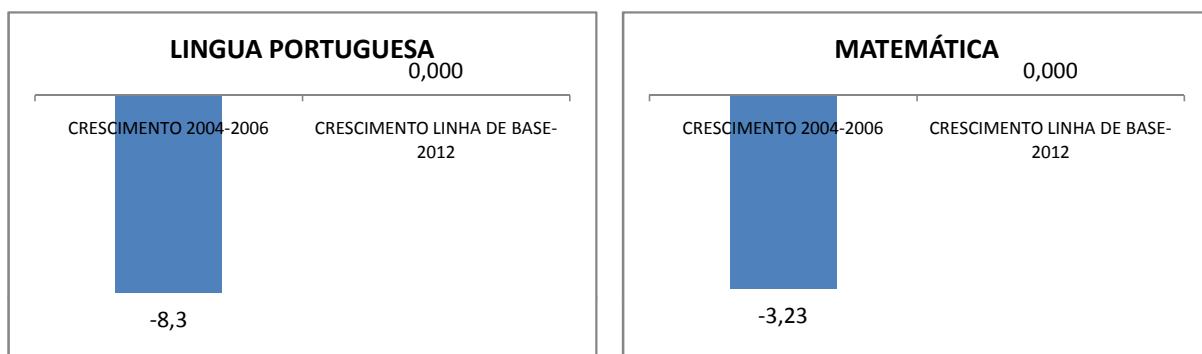 LINGUA PORTUGUESA
0,000
CRESCIMENTO 2004-2006
CRESCIMENTO LINHA DE BASE-
2012
-8,3
MATEMÁTICA
0,000
CRESCIMENTO 2004-2006
CRESCIMENTO LINHA DE BASE-
2012
-3,23